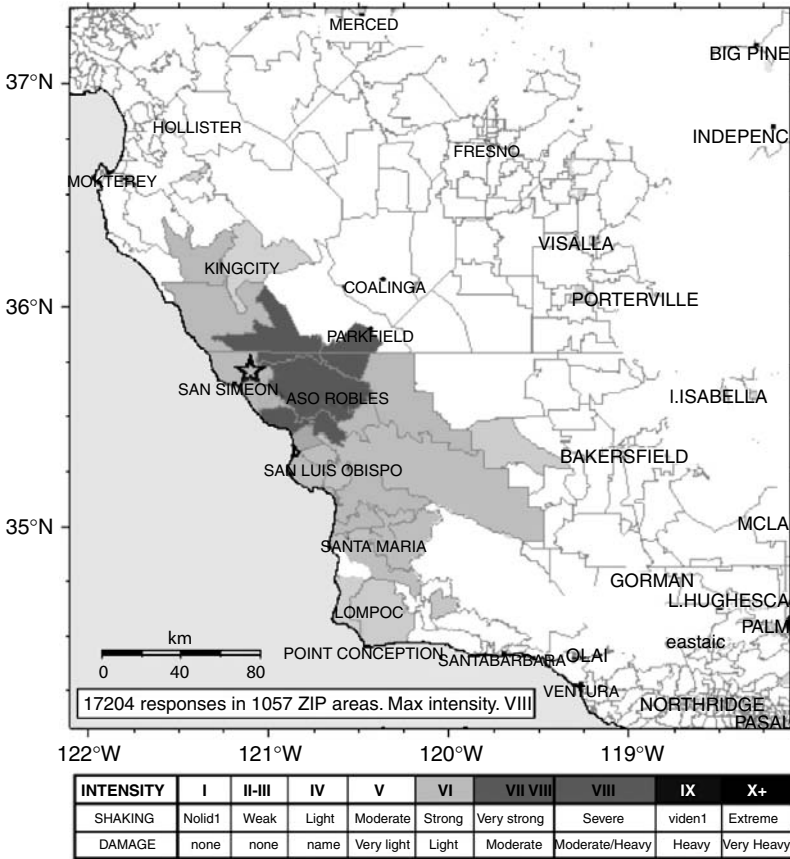 MERCED
BIG PINE
37°N
HOLLISTER
INDEPENC
FRESNO
MOKTEREY
VISALLA
KINGCITY
COALINGA
36°N
PORTERVILLE
PARKFIELD
SAN SIMEON
ASO ROBLES
I.ISABELLA
BAKERSFIELD
SAN LUIS OBISPO
35°N
MCLA
SANTA MARIA
GORMAN
L.HUGHESCA
LOMPOC
PALM
km
eastaic
0 40 80
POINT CONCEPTION
SANTABARBARA
OLAI
VENTURA
17204 responses in 1057 ZIP areas. Max intensity. VIII
NORTHRIDGE
PASAL
122°W 121°W 120°W 119°W
INTENSITY I II-III IV V VI VII VIII VIII IX X+
SHAKING Nolid1 Weak Light Moderate Strong Very strong Severe viden1 Extreme
DAMAGE none none name Very light Light Moderate Moderate/Heavy Heavy Very Heavy